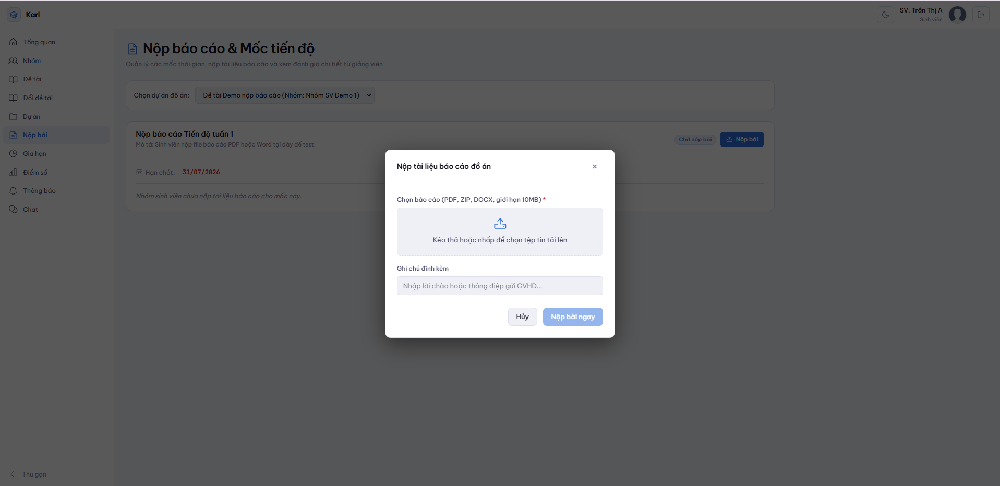 Karl
SV. Trần Thị A
Sinh viên
Tổng quan
Nhóm
Đề tài
Đổi đề tài
Dự án
Nộp bài
Gia hạn
Điểm số
Thông báo
Chat
Thu gọn
Nộp báo cáo & Mốc tiến độ
Quản lý các mốc thời gian, nộp tài liệu báo cáo và xem đánh giá chi tiết từ giảng viên
Chọn dự án đồ án:
Đề tài Demo nộp báo cáo (Nhóm: Nhóm SV Demo 1)
Nộp báo cáo Tiến độ tuần 1
Mô tả: Sinh viên nộp file báo cáo PDF hoặc Word tại đây để test.
Chờ nộp bài
Nộp bài
Hạn chót: 31/07/2026
Nhóm sinh viên chưa nộp tài liệu báo cáo cho mốc này.
Nộp tài liệu báo cáo đồ án
×
Chọn báo cáo (PDF, ZIP, DOCX, giới hạn 10MB) *
Kéo thả hoặc nhấp để chọn tệp tin tải lên
Ghi chú đính kèm
Nhập lời chào hoặc thông điệp gửi GVHD...
Hủy
Nộp bài ngay